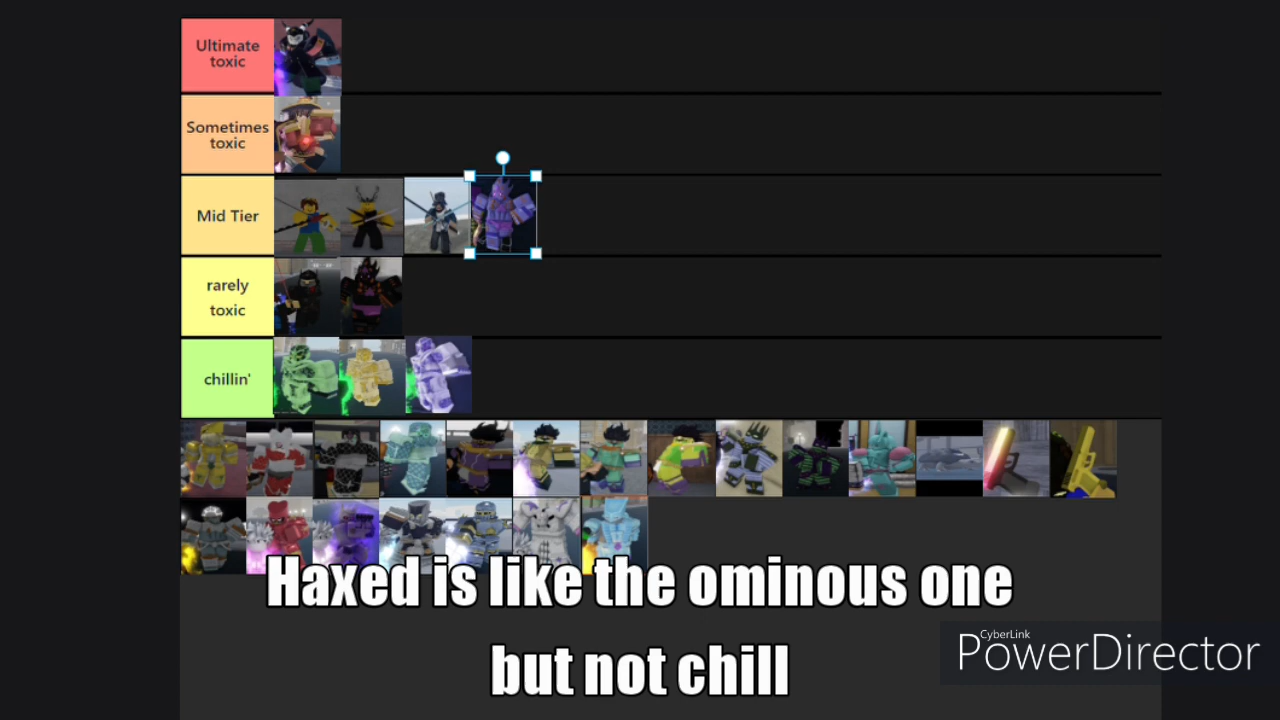 Ultimate
toxic
Sometimes
toxic
Mid Tier
rarely
toxic
chillin'
Haxed is like the ominous one
but not chill
CyberLink
PowerDirector